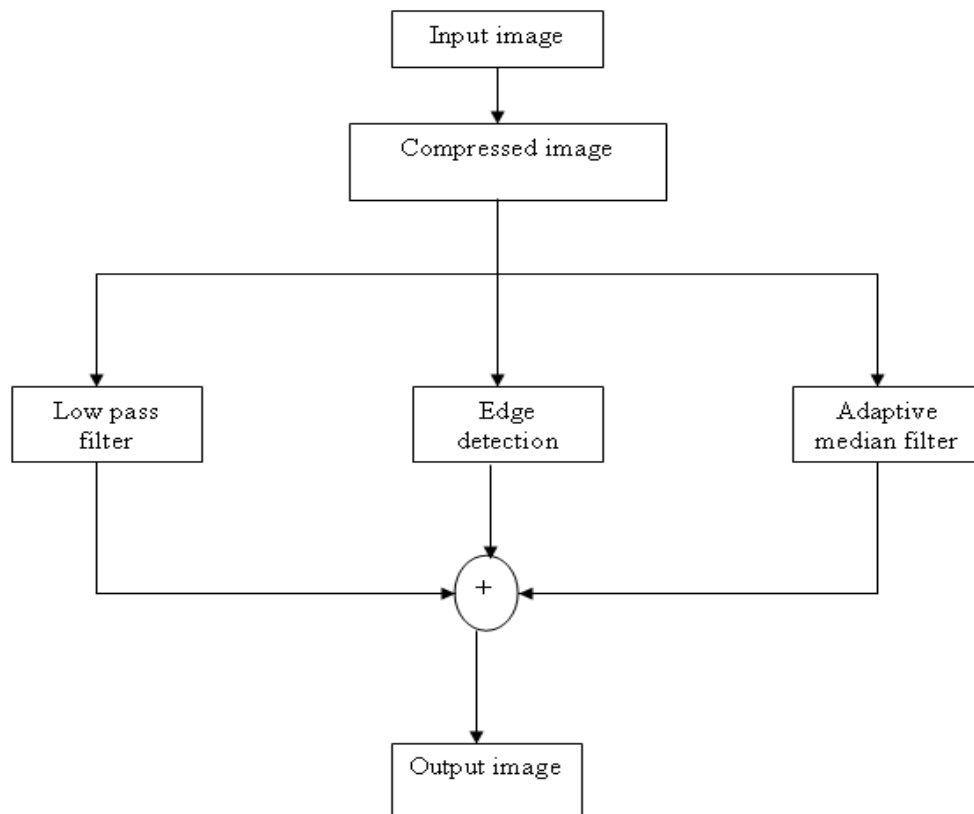 Input image
Compressed image
Low pass
filter
Edge
detection
Adaptive
median filter
+
Output image